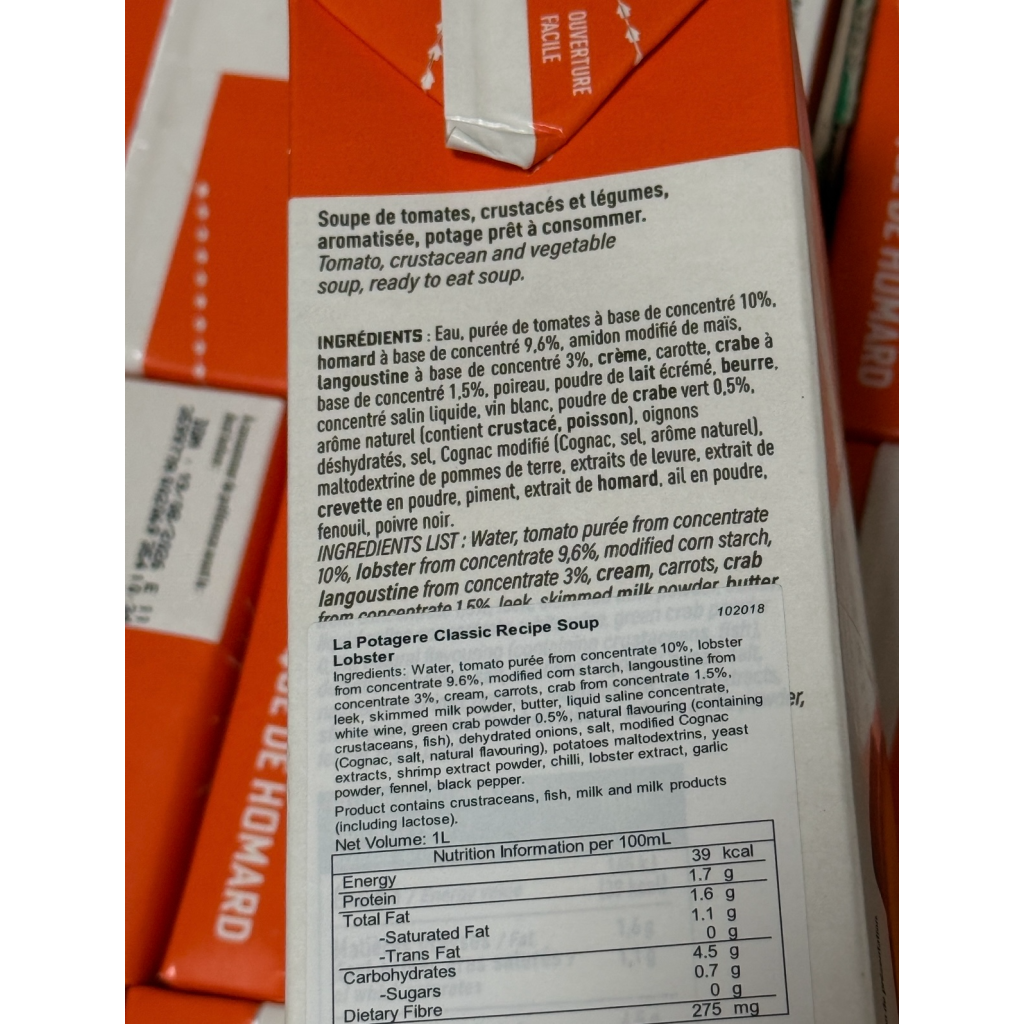 OUVERTURE
FACILE
Soupe de tomates, crustacés et légumes,
aromatisée, potage prêt à consommer.
Tomato, crustacean and vegetable
soup, ready to eat soup.
INGRÉDIENTS : Eau, purée de tomates à base de concentré 10%,
homard à base de concentré 9,6%, amidon modifié de maïs,
langoustine à base de concentré 3%, crème, carotte, crabe à
base de concentré 1,5%, poireau, poudre de lait écrémé, beurre,
concentré salin liquide, vin blanc, poudre de crabe vert 0,5%,
arôme naturel (contient crustacé, poisson), oignons
déshydratés, sel, Cognac modifié (Cognac, sel, arôme naturel),
maltodextrine de pommes de terre, extraits de levure, extrait de
crevette en poudre, piment, extrait de homard, ail en poudre,
fenouil, poivre noir.
INGREDIENTS LIST : Water, tomato purée from concentrate
10%, lobster from concentrate 9,6%, modified corn starch,
langoustine from concentrate 3%, cream, carrots, crab
from concentrate 1,5%, leek, skimmed milk powder, butter
102018
La Potagere Classic Recipe Soup
Lobster
Ingredients: Water, tomato purée from concentrate 10%, lobster
from concentrate 9.6%, modified corn starch, langoustine from
concentrate 3%, cream, carrots, crab from concentrate 1.5%,
leek, skimmed milk powder, butter, liquid saline concentrate,
white wine, green crab powder 0.5%, natural flavouring (containing
crustaceans, fish), dehydrated onions, salt, modified Cognac
(Cognac, salt, natural flavouring), potatoes maltodextrins, yeast
extracts, shrimp extract powder, chilli, lobster extract, garlic
powder, fennel, black pepper.
Product contains crustraceans, fish, milk and milk products
(including lactose).
Net Volume: 1L
Nutrition Information per 100mL
Energy 39 kcal
Protein 1.7 g
Total Fat 1.6 g
-Saturated Fat 1.1 g
-Trans Fat 0 g
Carbohydrates 4.5 g
-Sugars 0.7 g
Dietary Fibre 0 g
275 mg
DE HOMARD
DE HOMARD